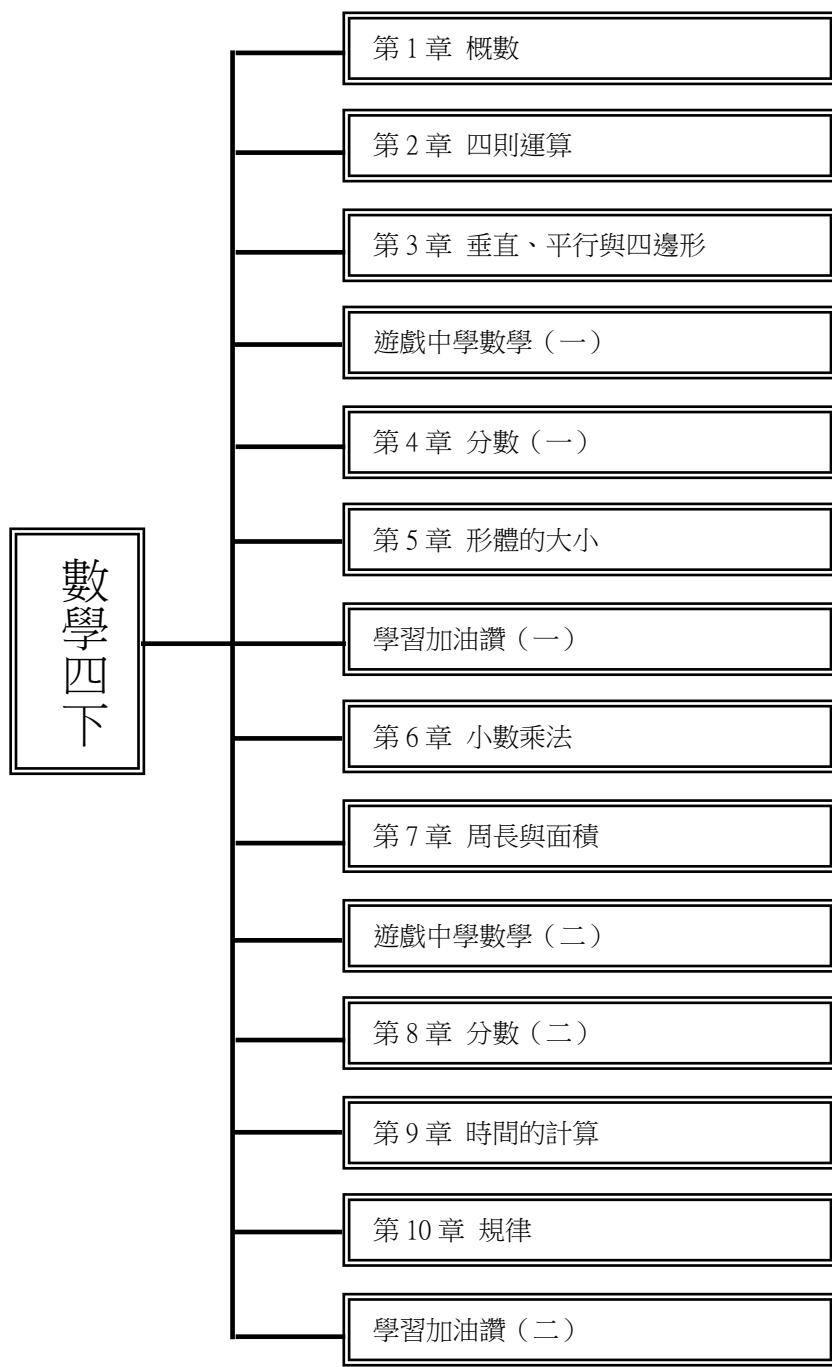 數學四下
第 1 章 概數
第 2 章 四則運算
第 3 章 垂直、平行與四邊形
遊戲中學數學（一）
第 4 章 分數（一）
第 5 章 形體的大小
學習加油讚（一）
第 6 章 小數乘法
第 7 章 周長與面積
遊戲中學數學（二）
第 8 章 分數（二）
第 9 章 時間的計算
第 10 章 規律
學習加油讚（二）